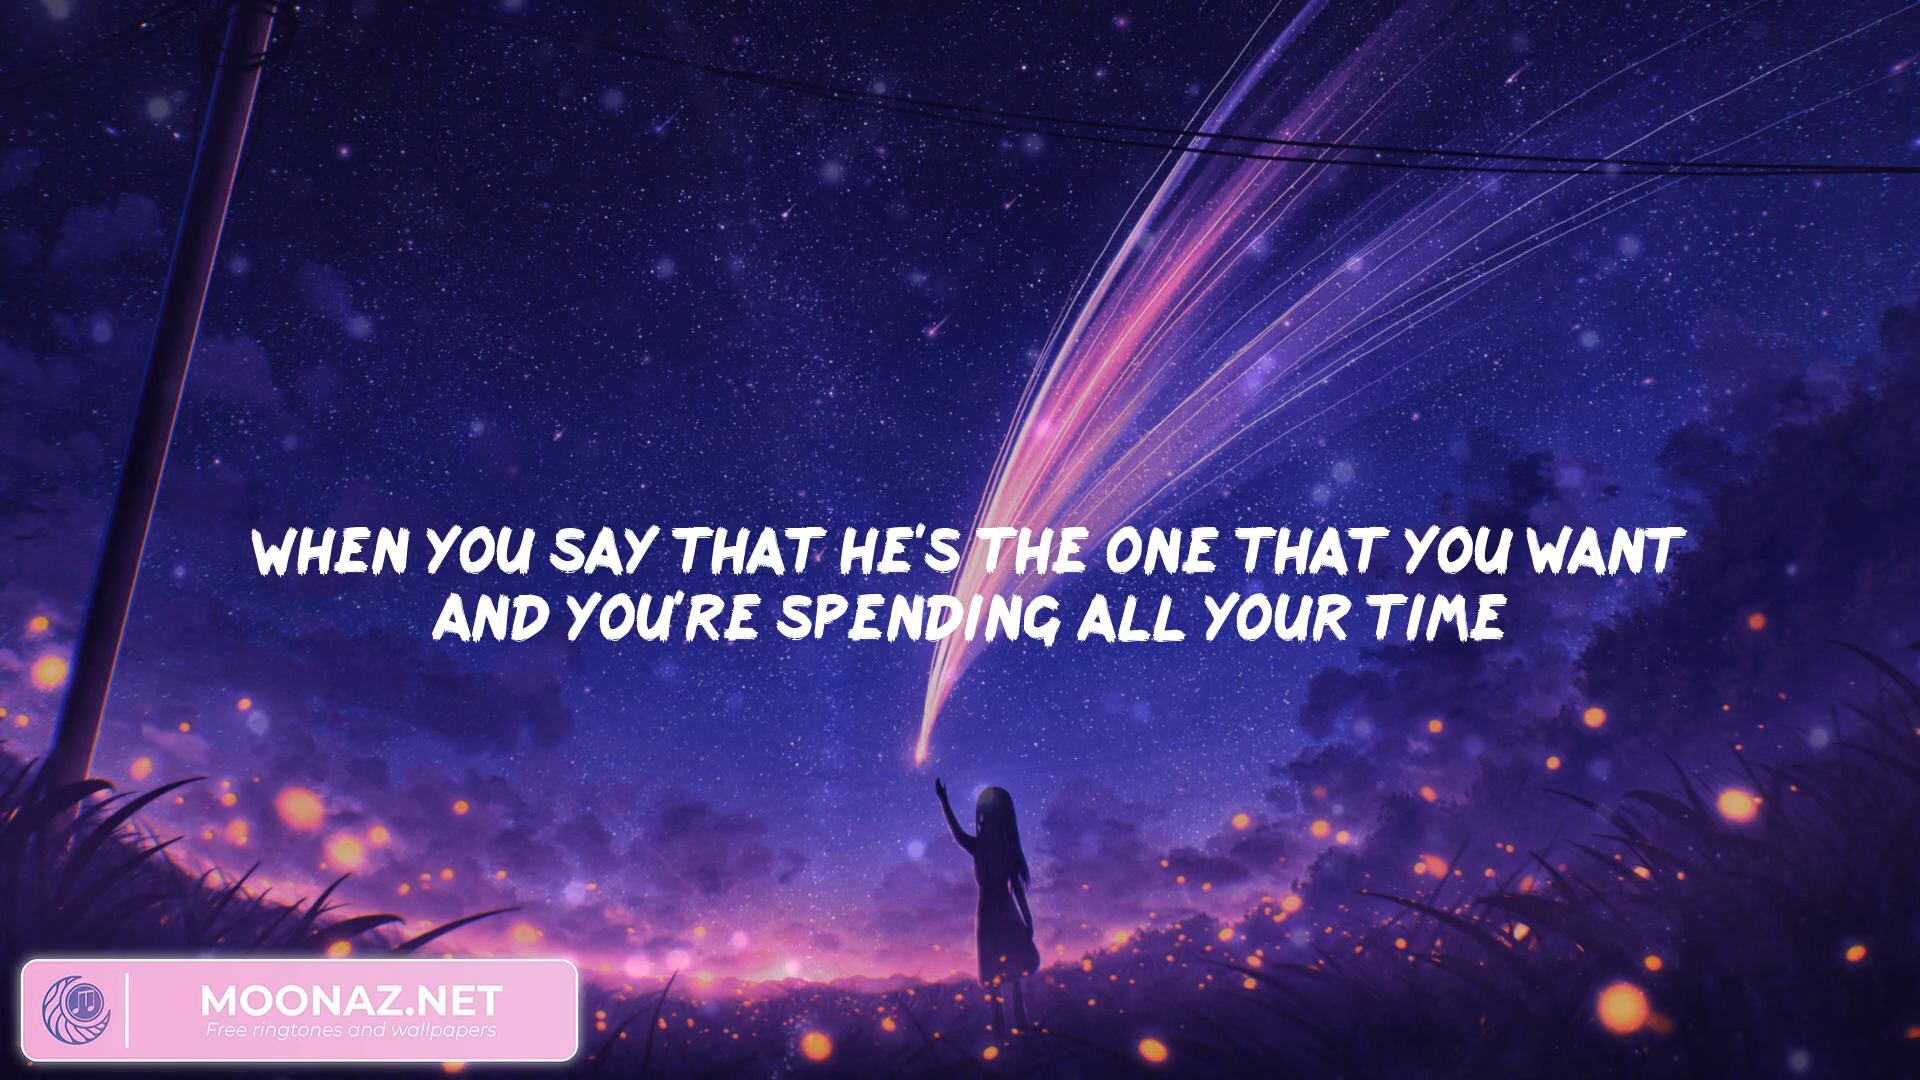 WHEN YOU SAY THAT HE'S THE ONE THAT YOU WANT
AND YOU'RE SPENDING ALL YOUR TIME
MOONAZ.NET
Free ringtones and wallpapers